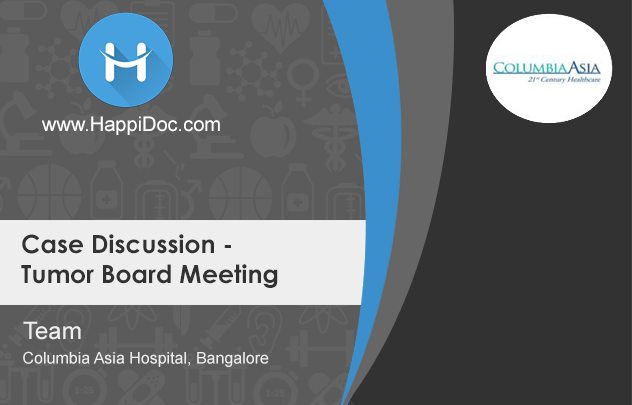 www.HappiDoc.com
COLUMBIA ASIA
21st Century Healthcare
Case Discussion -
Tumor Board Meeting
Team
Columbia Asia Hospital, Bangalore